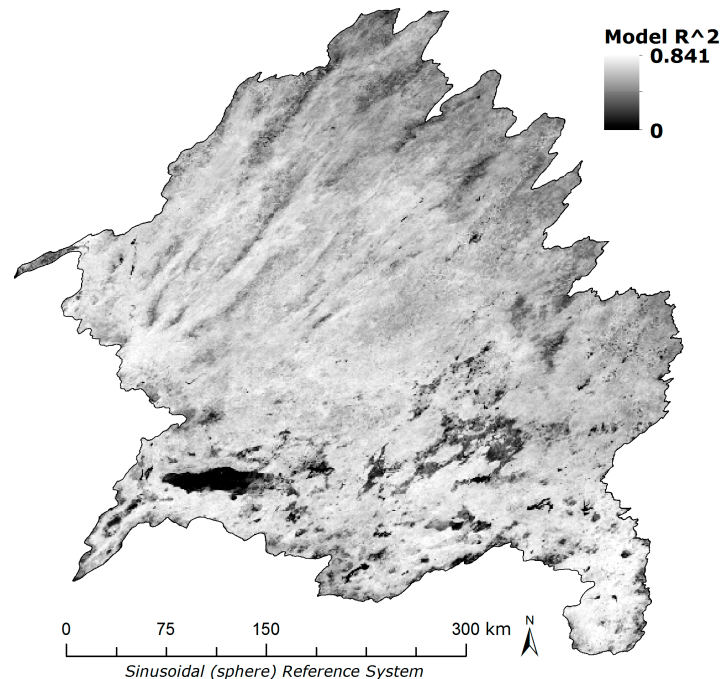 Model R^2
0.841
0
N
0 75 150 300 km
Sinusoidal (sphere) Reference System